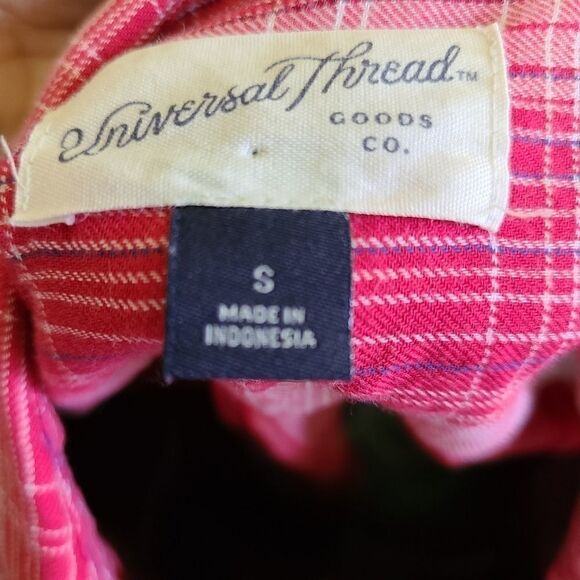 Universal Thread™
GOODS
CO.
S
MADE IN
INDONESIA